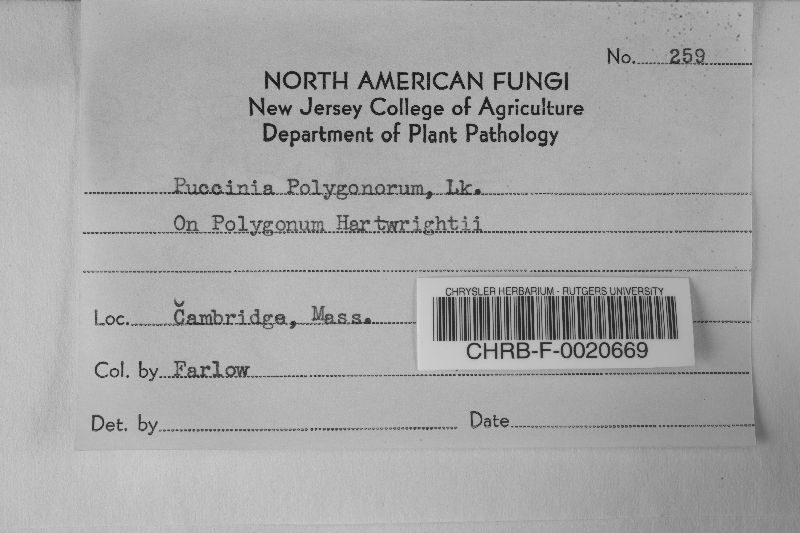 No. 259
NORTH AMERICAN FUNGI
New Jersey College of Agriculture
Department of Plant Pathology
Puccinia Polygonorum, Lk.
On Polygonum Hartwrightii
Loc. Cambridge, Mass.
CHRYSLER HERBARIUM - RUTGERS UNIVERSITY
CHRB-F-0020669
Col. by Farlow
Det. by
Date